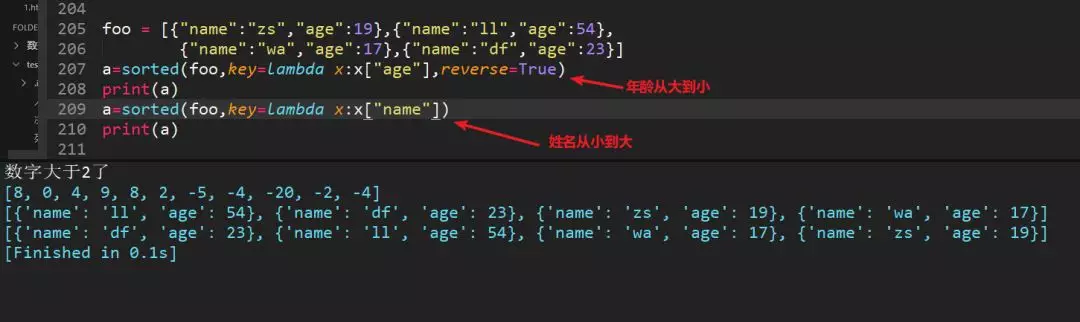 1.ht
204
FOLDE
205 foo = [{"name":"zs","age":19},{"name":"ll","age":54},
数
206 {"name":"wa","age":17},{"name":"df","age":23}]
tes
207 a=sorted(foo,key=lambda x:x["age"],reverse=True)
年龄从大到小
208 print(a)
209 a=sorted(foo,key=lambda x:x["name"])
210 print(a)
姓名从小到大
211
数字大于2了
[8, 0, 4, 9, 8, 2, -5, -4, -20, -2, -4]
[{'name': 'll', 'age': 54}, {'name': 'df', 'age': 23}, {'name': 'zs', 'age': 19}, {'name': 'wa', 'age': 17}]
[{'name': 'df', 'age': 23}, {'name': 'll', 'age': 54}, {'name': 'wa', 'age': 17}, {'name': 'zs', 'age': 19}]
[Finished in 0.1s]